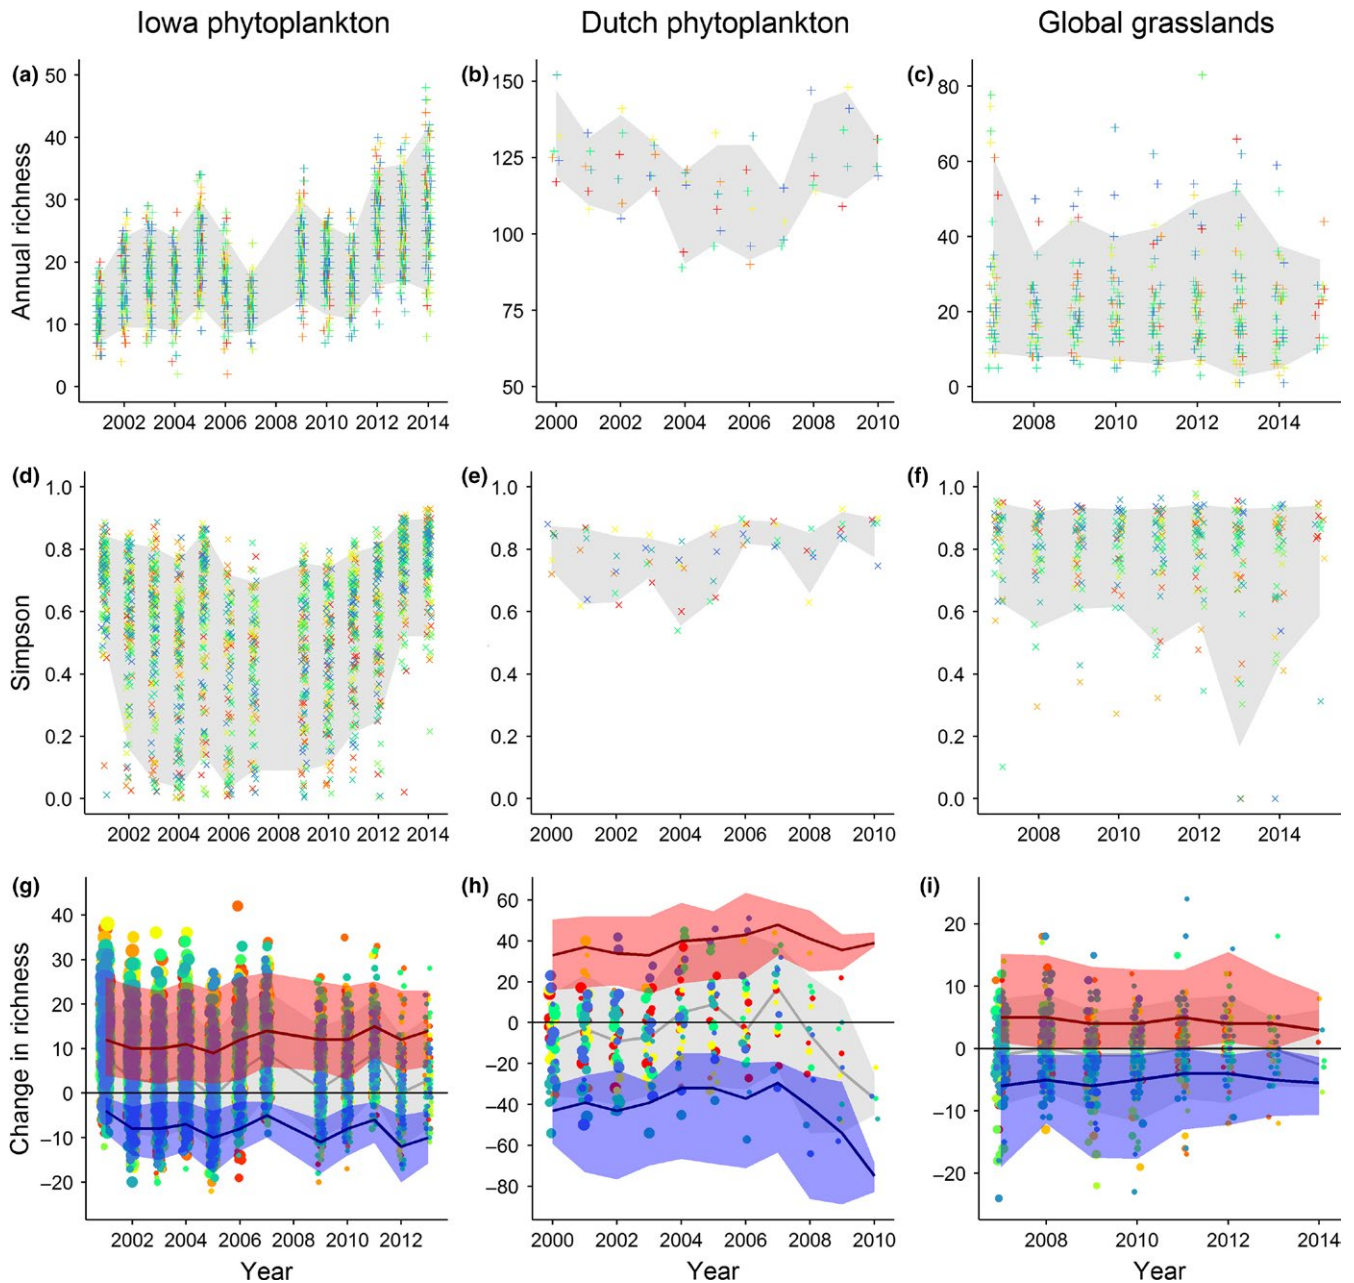 Iowa phytoplankton Dutch phytoplankton Global grasslands
(a) (b) (c)
Annual richness
50
40
30
20
10
0
2002 2004 2006 2008 2010 2012 2014
150
125
100
75
50
2000 2002 2004 2006 2008 2010
80
60
40
20
0
2008 2010 2012 2014
(d) (e) (f)
Simpson
1.0
0.8
0.6
0.4
0.2
0.0
2002 2004 2006 2008 2010 2012 2014
1.0
0.8
0.6
0.4
0.2
0.0
2000 2002 2004 2006 2008 2010
1.0
0.8
0.6
0.4
0.2
0.0
2008 2010 2012 2014
(g) (h) (i)
Change in richness
40
30
20
10
0
−10
−20
2002 2004 2006 2008 2010 2012
Year
60
40
20
0
−20
−40
−60
−80
2000 2002 2004 2006 2008 2010
Year
20
10
0
−10
−20
2008 2010 2012 2014
Year